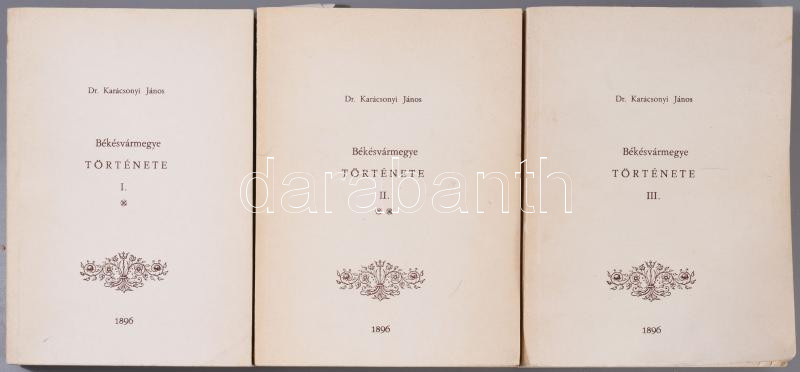 Dr. Karácsonyi János
Békésvármegye
TÖRTÉNETE
I.
1896
Dr. Karácsonyi János
Békésvármegye
TÖRTÉNETE
II.
1896
Dr. Karácsonyi János
Békésvármegye
TÖRTÉNETE
III.
1896
darabanth